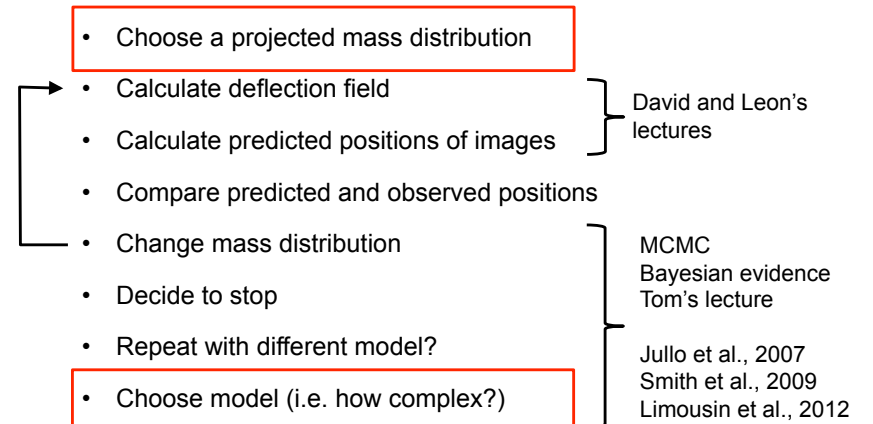 • Choose a projected mass distribution
• Calculate deflection field
• Calculate predicted positions of images
David and Leon's
lectures
• Compare predicted and observed positions
• Change mass distribution
• Decide to stop
• Repeat with different model?
• Choose model (i.e. how complex?)
MCMC
Bayesian evidence
Tom's lecture
Jullo et al., 2007
Smith et al., 2009
Limousin et al., 2012